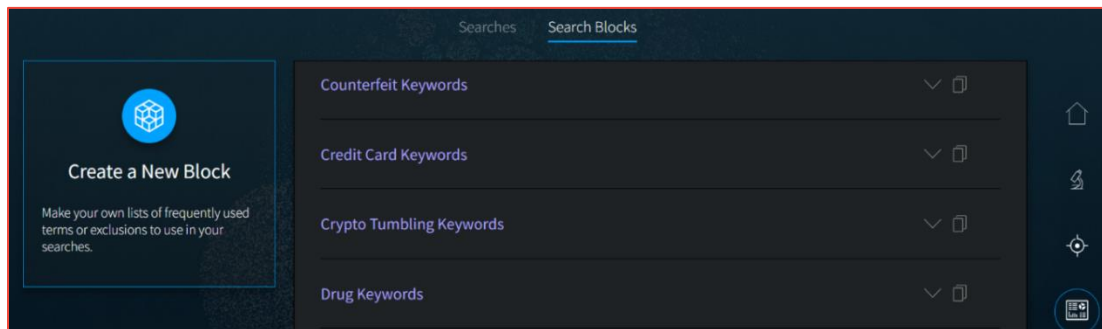 Searches
Search Blocks
Create a New Block
Make your own lists of frequently used
terms or exclusions to use in your
searches.
Counterfeit Keywords
Credit Card Keywords
Crypto Tumbling Keywords
Drug Keywords